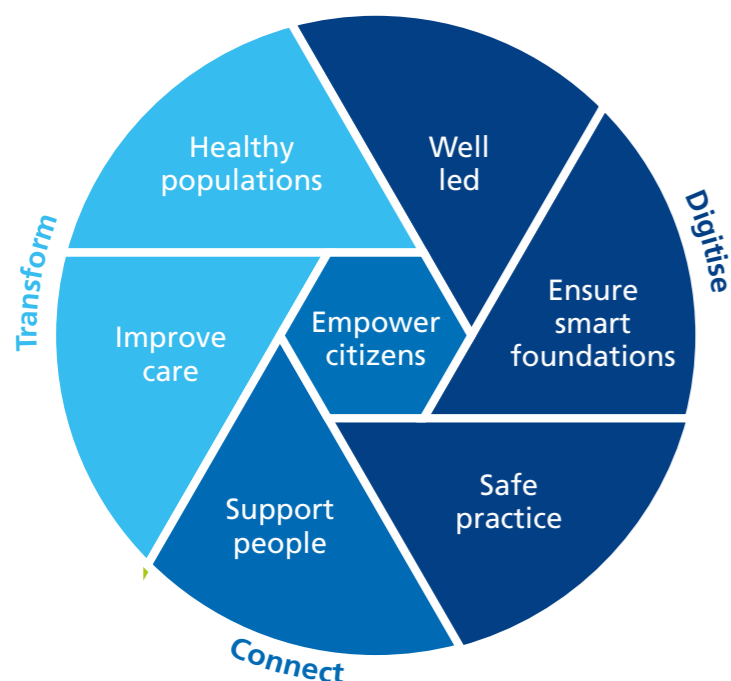 Healthy
populations
Well
led
Digitise
Ensure
smart
foundations
Transform
Empower
citizens
Improve
care
Safe
practice
Support
people
Connect